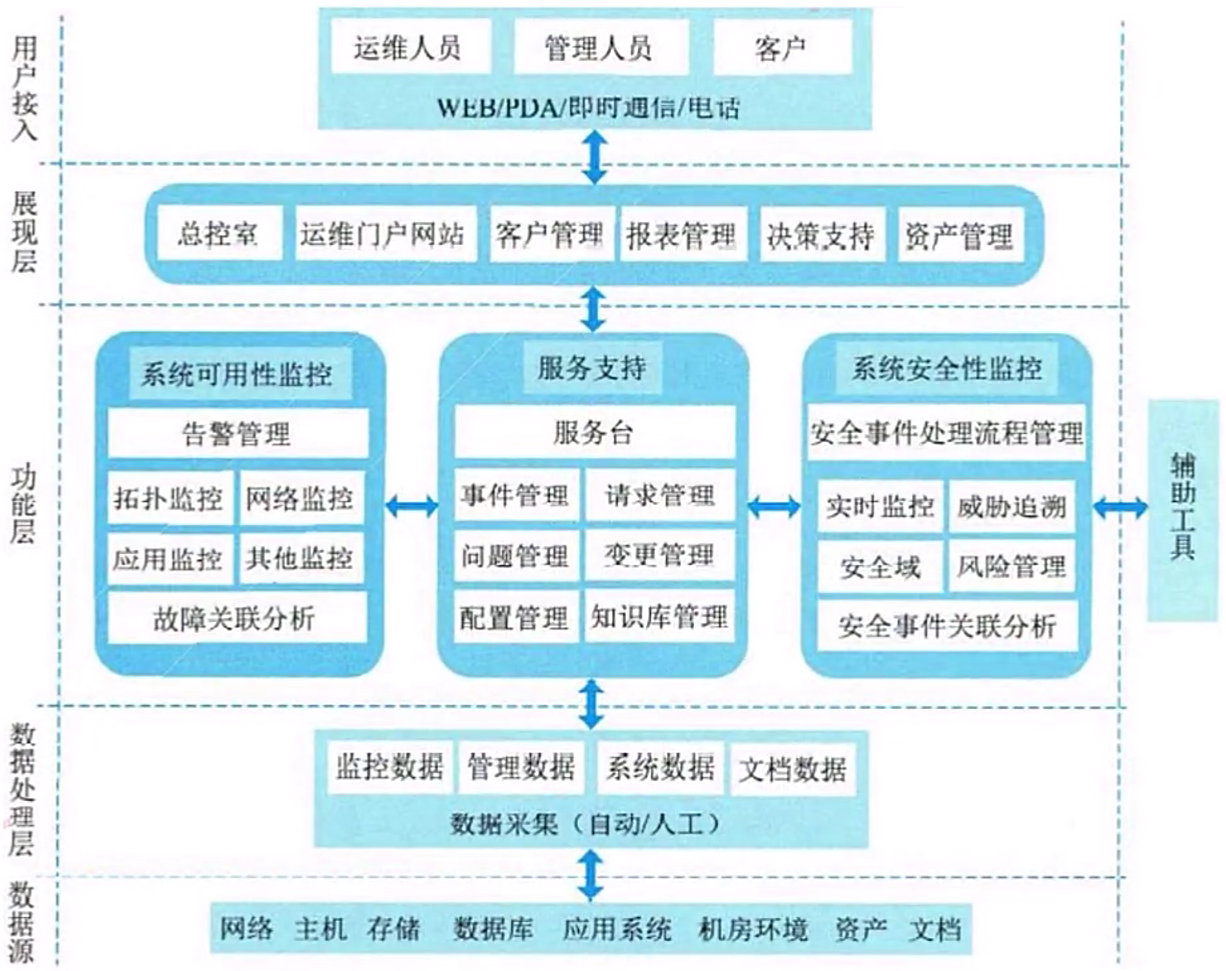 用户接入
运维人员 管理人员 客户
WEB/PDA/即时通信/电话
展现层
总控室 运维门户网站 客户管理 报表管理 决策支持 资产管理
功能层
系统可用性监控
告警管理
拓扑监控 网络监控
应用监控 其他监控
故障关联分析
服务支持
服务台
事件管理 请求管理
问题管理 变更管理
配置管理 知识库管理
系统安全性监控
安全事件处理流程管理
实时监控 威胁追溯
安全域 风险管理
安全事件关联分析
辅助工具
数据处理层
监控数据 管理数据 系统数据 文档数据
数据采集（自动/人工）
数据源
网络 主机 存储 数据库 应用系统 机房环境 资产 文档